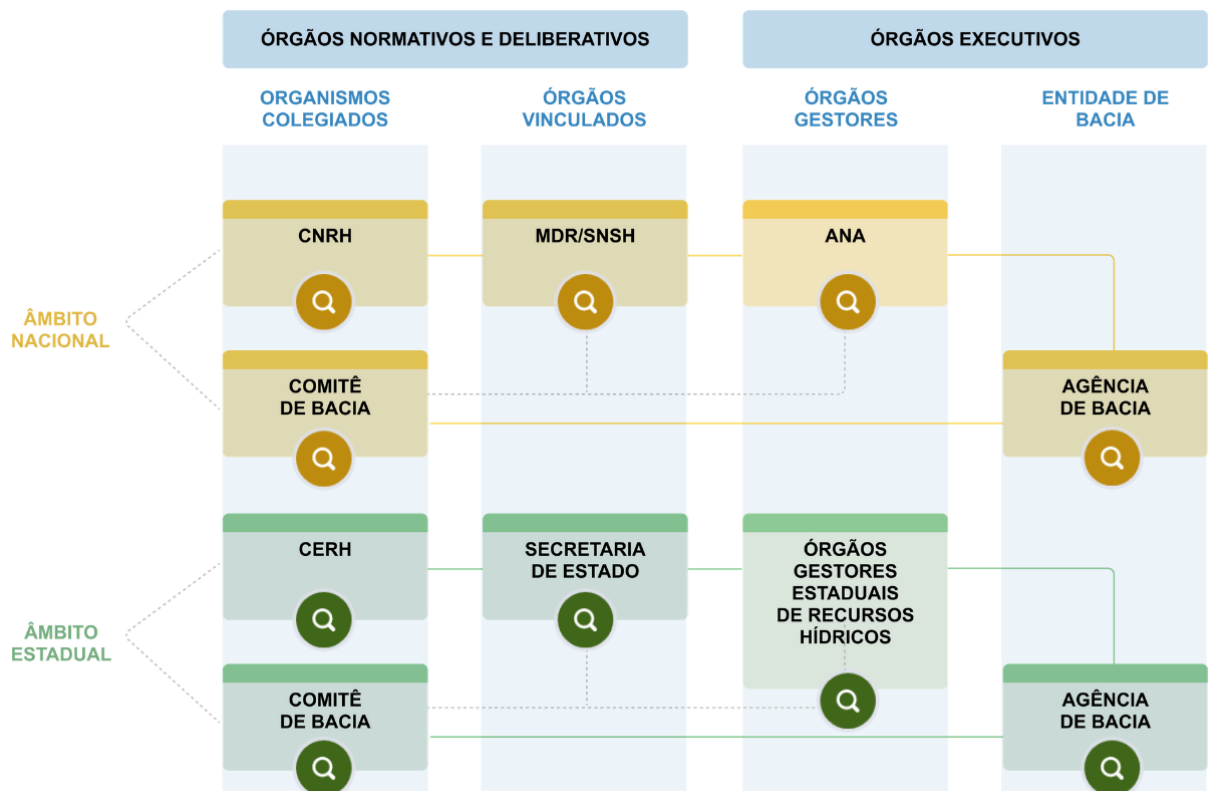 ÓRGÃOS NORMATIVOS E DELIBERATIVOS
ÓRGÃOS EXECUTIVOS
ORGANISMOS
COLEGIADOS
ÓRGÃOS
VINCULADOS
ÓRGÃOS
GESTORES
ENTIDADE DE
BACIA
ÂMBITO
NACIONAL
CNRH
MDR/SNSH
ANA
COMITÊ
DE BACIA
AGÊNCIA
DE BACIA
ÂMBITO
ESTADUAL
CERH
SECRETARIA
DE ESTADO
ÓRGÃOS
GESTORES
ESTADUAIS
DE RECURSOS
HÍDRICOS
COMITÊ
DE BACIA
AGÊNCIA
DE BACIA